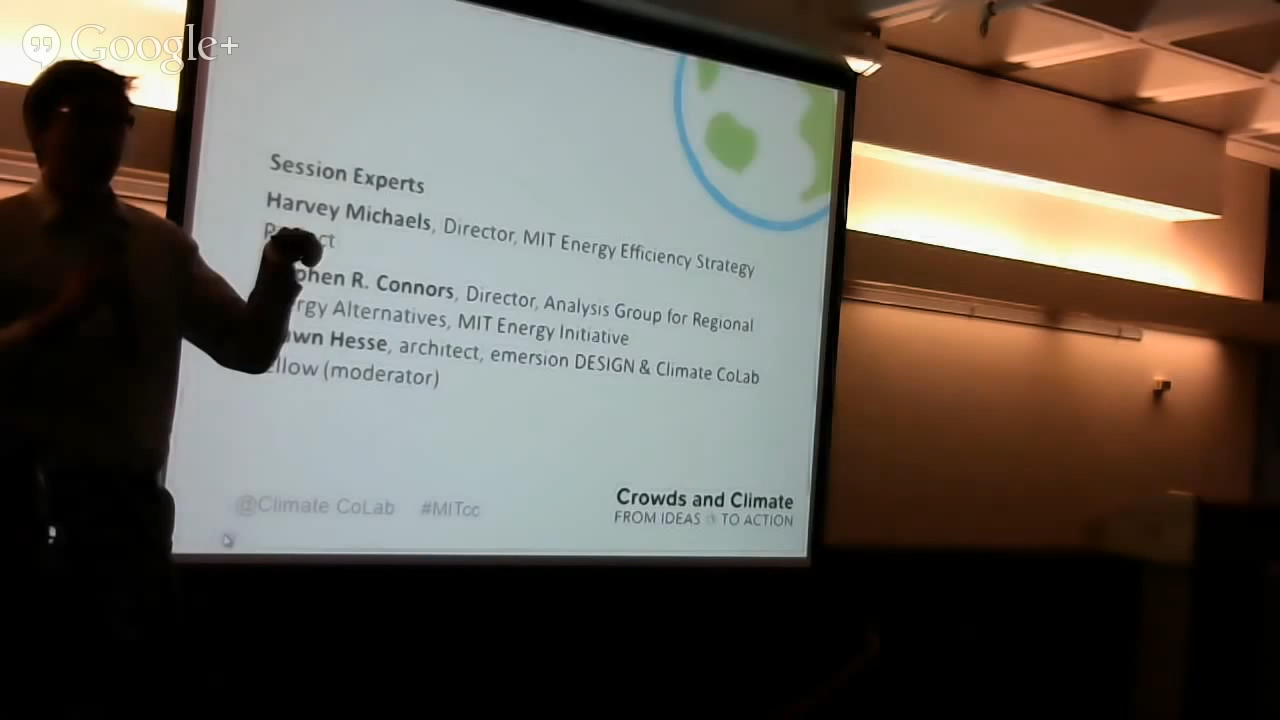 Google+
Session Experts
Harvey Michaels, Director, MIT Energy Efficiency Strategy
phen R. Connors, Director, Analysis Group for Regional
rgy Alternatives, MIT Energy Initiative
wn Hesse, architect, emersion DESIGN & Climate CoLab
llow (moderator)
@Climate CoLab #MITcc
Crowds and Climate
FROM IDEAS TO ACTION